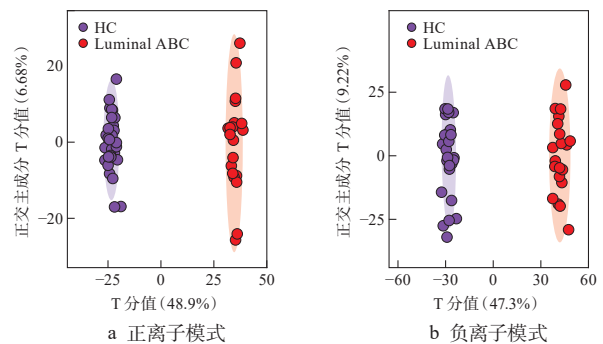 HC
Luminal ABC
正交主成分 T 分值(6.68%)
20
0
−20
−25
0
25
50
T 分值(48.9%)
a 正离子模式
HC
Luminal ABC
正交主成分 T 分值(9.22%)
25
0
−25
−60
−30
0
30
60
T 分值(47.3%)
b 负离子模式